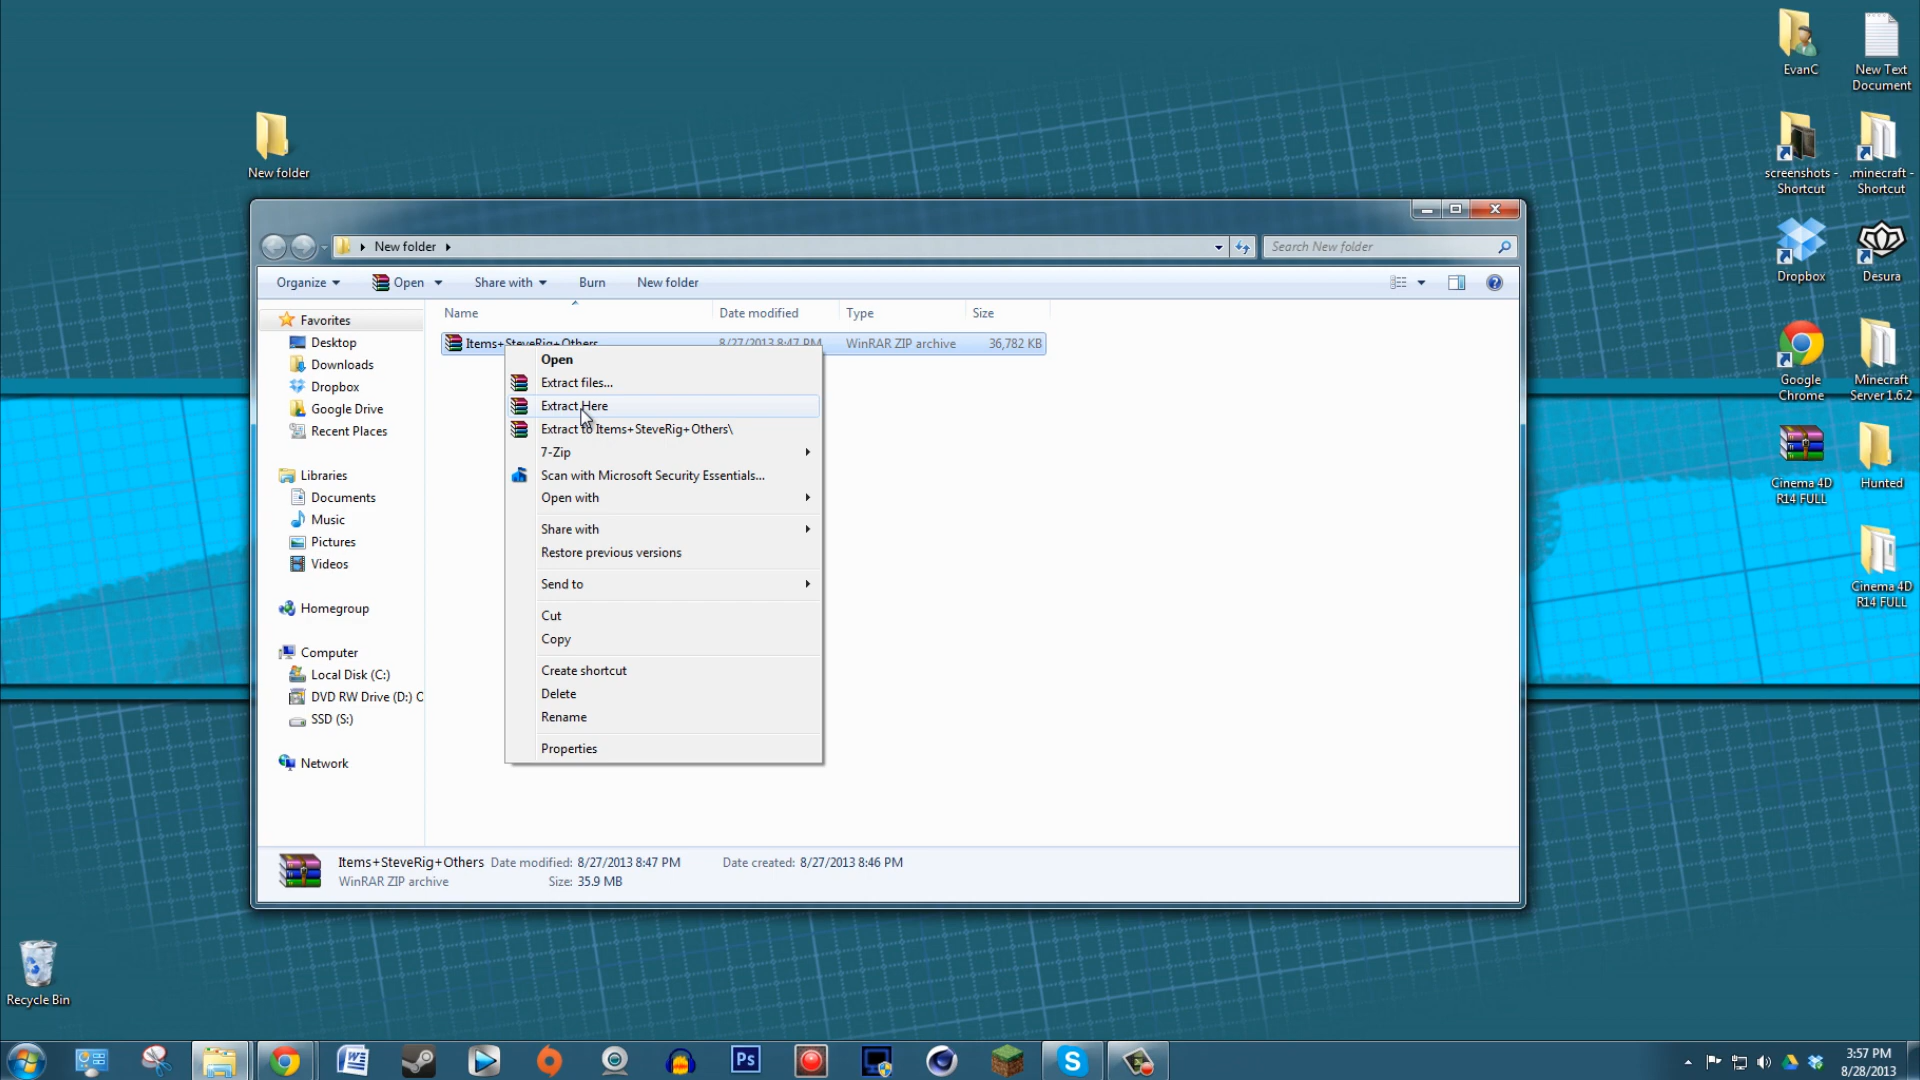 EvanC
New Text
Document
New folder
screenshots -
Shortcut
.minecraft -
Shortcut
Dropbox
Desura
Google
Chrome
Minecraft
Server 1.6.2
Cinema 4D
R14 FULL
Hunted
Cinema 4D
R14 FULL
Recycle Bin
New folder
Search New folder
Organize
Open
Share with
Burn
New folder
Name
Date modified
Type
Size
Items+SteveRig+Others
8/27/2013 8:47 PM
WinRAR ZIP archive
36,782 KB
Favorites
Desktop
Downloads
Dropbox
Google Drive
Recent Places
Libraries
Documents
Music
Pictures
Videos
Homegroup
Computer
Local Disk (C:)
DVD RW Drive (D:) C
SSD (S:)
Network
Open
Extract files...
Extract Here
Extract to Items+SteveRig+Others\
7-Zip
Scan with Microsoft Security Essentials...
Open with
Share with
Restore previous versions
Send to
Cut
Copy
Create shortcut
Delete
Rename
Properties
Items+SteveRig+Others
Date modified: 8/27/2013 8:47 PM
Date created: 8/27/2013 8:46 PM
WinRAR ZIP archive
Size: 35.9 MB
Ps
3:57 PM
8/28/2013